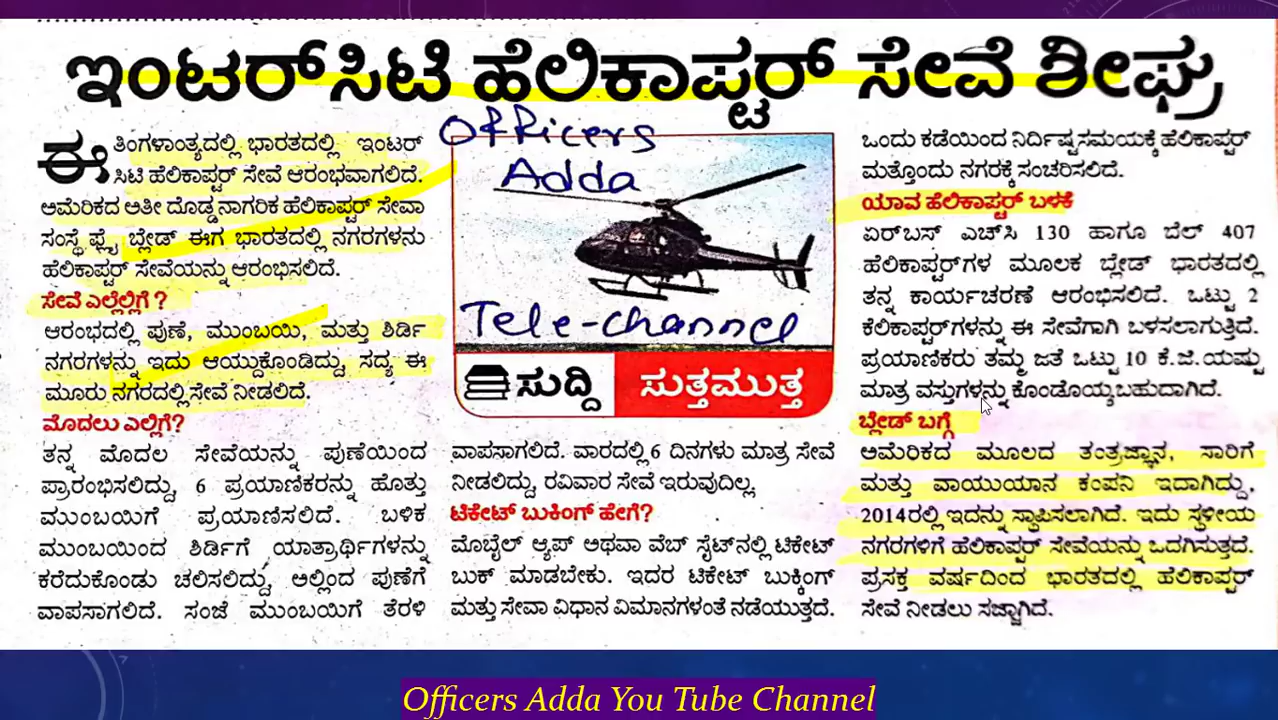 ಇಂಟರ್‌ಸಿಟಿ ಹೆಲಿಕಾಪ್ಟರ್ ಸೇವೆ ಶೀಘ್ರ
ಈ ತಿಂಗಳಾಂತ್ಯದಲ್ಲಿ ಭಾರತದಲ್ಲಿ ಇಂಟರ್
ಸಿಟಿ ಹೆಲಿಕಾಪ್ಟರ್ ಸೇವೆ ಆರಂಭವಾಗಲಿದೆ.
ಅಮೆರಿಕದ ಅತೀ ದೊಡ್ಡ ನಾಗರಿಕ ಹೆಲಿಕಾಪ್ಟರ್ ಸೇವಾ
ಸಂಸ್ಥೆ ಫ್ಲೈ ಬ್ಲೇಡ್ ಈಗ ಭಾರತದಲ್ಲಿ ನಗರಗಳನು
ಹೆಲಿಕಾಪ್ಟರ್ ಸೇವೆಯನ್ನು ಆರಂಭಿಸಲಿದೆ.
ಸೇವೆ ಎಲ್ಲೆಲ್ಲಿಗೆ ?
ಆರಂಭದಲ್ಲಿ ಪುಣೆ, ಮುಂಬಯಿ, ಮತ್ತು ಶಿರ್ಡಿ
ನಗರಗಳನ್ನು ಇದು ಆಯ್ದುಕೊಂಡಿದ್ದು, ಸದ್ಯ ಈ
ಮೂರು ನಗರದಲ್ಲಿ ಸೇವೆ ನೀಡಲಿದೆ.
ಮೊದಲು ಎಲ್ಲಿಗೆ?
ತನ್ನ ಮೊದಲ ಸೇವೆಯನ್ನು ಪುಣೆಯಿಂದ
ಪ್ರಾರಂಭಿಸಲಿದ್ದು, 6 ಪ್ರಯಾಣಿಕರನ್ನು ಹೊತ್ತು
ಮುಂಬಯಿಗೆ ಪ್ರಯಾಣಿಸಲಿದೆ. ಬಳಿಕ
ಮುಂಬಯಿಂದ ಶಿರ್ಡಿಗೆ ಯಾತ್ರಾರ್ಥಿಗಳನ್ನು
ಕರೆದುಕೊಂಡು ಚಲಿಸಲಿದ್ದು, ಅಲ್ಲಿಂದ ಪುಣೆಗೆ
ವಾಪಸಾಗಲಿದೆ. ಸಂಜೆ ಮುಂಬಯಿಗೆ ತೆರಳಿ
Officers
Adda
Tele-channel
ಸುದ್ದಿ ಸುತ್ತಮುತ್ತ
ವಾಪಸಾಗಲಿದೆ. ವಾರದಲ್ಲಿ 6 ದಿನಗಳು ಮಾತ್ರ ಸೇವೆ
ನೀಡಲಿದ್ದು, ರವಿವಾರ ಸೇವೆ ಇರುವುದಿಲ್ಲ.
ಟಿಕೇಟ್ ಬುಕಿಂಗ್ ಹೇಗೆ?
ಮೊಬೈಲ್ ಆ್ಯಪ್ ಅಥವಾ ವೆಬ್ ಸೈಟ್‌ನಲ್ಲಿ ಟಿಕೇಟ್
ಬುಕ್ ಮಾಡಬೇಕು. ಇದರ ಟಿಕೇಟ್ ಬುಕ್ಕಿಂಗ್
ಮತ್ತು ಸೇವಾ ವಿಧಾನ ವಿಮಾನಗಳಂತೆ ನಡೆಯುತ್ತದೆ.
ಒಂದು ಕಡೆಯಿಂದ ನಿರ್ದಿಷ್ಟ ಸಮಯಕ್ಕೆ ಹೆಲಿಕಾಪ್ಟರ್
ಮತ್ತೊಂದು ನಗರಕ್ಕೆ ಸಂಚರಿಸಲಿದೆ.
ಯಾವ ಹೆಲಿಕಾಪ್ಟರ್ ಬಳಕೆ
ಏರ್‌ಬಸ್ ಎಚ್‌ಸಿ 130 ಹಾಗೂ ಬೆಲ್ 407
ಹೆಲಿಕಾಪ್ಟರ್‌ಗಳ ಮೂಲಕ ಬ್ಲೇಡ್ ಭಾರತದಲ್ಲಿ
ತನ್ನ ಕಾರ್ಯಚರಣೆ ಆರಂಭಿಸಲಿದೆ. ಒಟ್ಟು 2
ಕೆಲಿಕಾಪ್ಟರ್‌ಗಳನ್ನು ಈ ಸೇವೆಗಾಗಿ ಬಳಸಲಾಗುತ್ತಿದೆ.
ಪ್ರಯಾಣಿಕರು ತಮ್ಮ ಜತೆ ಒಟ್ಟು 10 ಕೆ.ಜಿ.ಯಷ್ಟು
ಮಾತ್ರ ವಸ್ತುಗಳನ್ನು ಕೊಂಡೊಯ್ಯಬಹುದಾಗಿದೆ.
ಬ್ಲೇಡ್ ಬಗ್ಗೆ
ಅಮೆರಿಕದ ಮೂಲದ ತಂತ್ರಜ್ಞಾನ, ಸಾರಿಗೆ
ಮತ್ತು ವಾಯುಯಾನ ಕಂಪನಿ ಇದಾಗಿದ್ದು,
2014ರಲ್ಲಿ ಇದನ್ನು ಸ್ಥಾಪಿಸಲಾಗಿದೆ. ಇದು ಸ್ಥಳೀಯ
ನಗರಗಳಿಗೆ ಹೆಲಿಕಾಪ್ಟರ್ ಸೇವೆಯನ್ನು ಒದಗಿಸುತ್ತದೆ.
ಪ್ರಸಕ್ತ ವರ್ಷದಿಂದ ಭಾರತದಲ್ಲಿ ಹೆಲಿಕಾಪ್ಟರ್
ಸೇವೆ ನೀಡಲು ಸಜ್ಜಾಗಿದೆ.
Officers Adda You Tube Channel